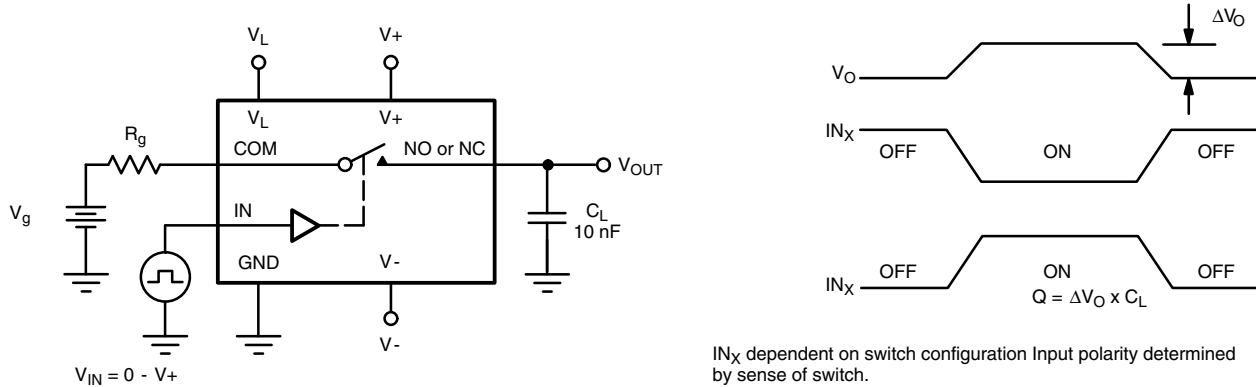 V_L
V+
V_L
V+
R_g
COM
NO or NC
V_OUT
V_g
IN
C_L
10 nF
GND
V-
V-
V_IN = 0 - V+
ΔV_O
V_O
IN_X
OFF
ON
OFF
IN_X
OFF
ON
OFF
Q = ΔV_O x C_L
IN_X dependent on switch configuration Input polarity determined
by sense of switch.